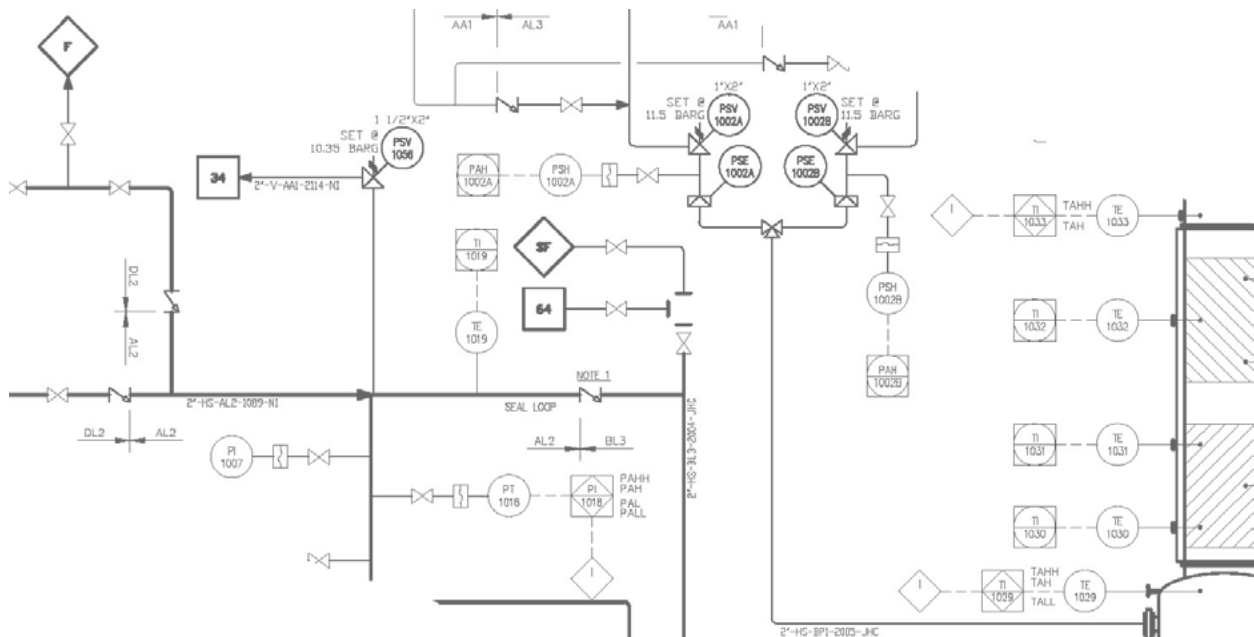 AA1
AL3
AA1
F
1"X2"
1"X2"
SET @
11.5 BARG
PSV
1002A
PSV
1002B
SET @
11.5 BARG
1 1/2"X2"
SET @
10.35 BARG
PSV
1056
34
2"-V-AA1-2114-NI
PAH
1002A
PSH
1002A
PSE
1002A
PSE
1002B
I
TI
1033
TAHH
TAH
TE
1033
TI
1019
SF
64
DL2
AL2
TE
1019
PSH
1002B
TI
1032
TE
1032
PAH
1002B
NOTE 1
2"-HS-AL2-1089-NI
SEAL LOOP
DL2
AL2
AL2
BL3
2"-HS-BL3-2004-JHC
PI
1007
TI
1031
TE
1031
PT
1018
PI
1018
PAHH
PAH
PAL
PALL
TI
1030
TE
1030
I
I
TI
1029
TAHH
TAH
TALL
TE
1029
2"-HS-BP1-2005-JHC